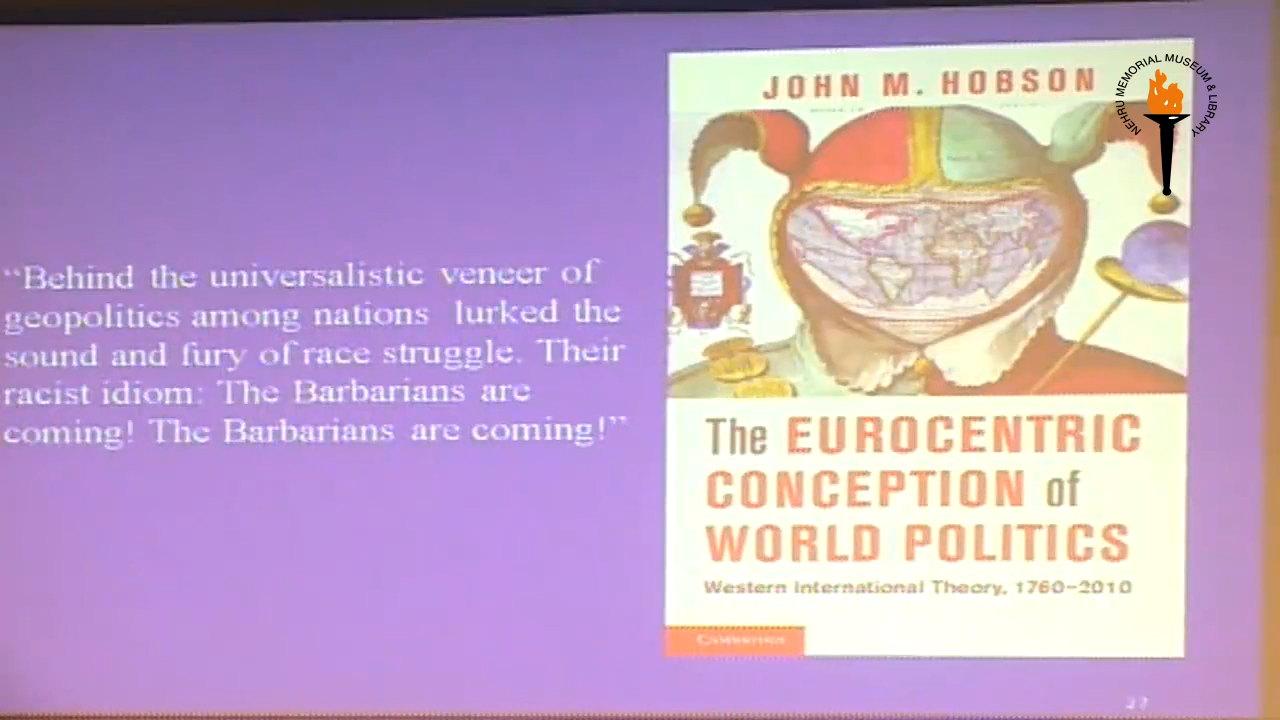 “Behind the universalistic veneer of
geopolitics among nations lurked the
sound and fury of race struggle. Their
racist idiom: The Barbarians are
coming! The Barbarians are coming!”
JOHN M. HOBSON
The EUROCENTRIC
CONCEPTION of
WORLD POLITICS
Western International Theory, 1760–2010
CAMBRIDGE
NEHRU MEMORIAL MUSEUM & LIBRARY